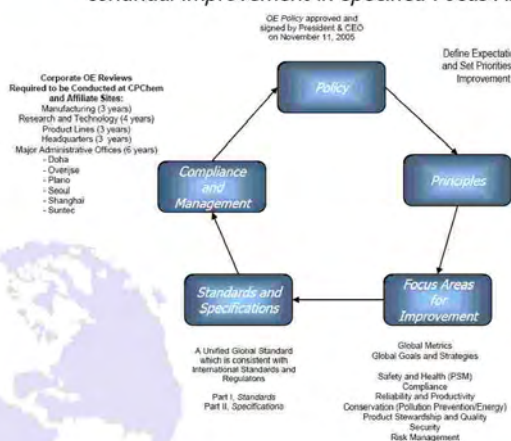 continual improvement in specified Focus
OE Policy approved and
signed by President & CEO
on November 11, 2005
Define
and Set Priorities
Improvement
Policy
Corporate OE Reviews
Required to be Conducted at CPChem
and Affiliate Sites:
Manufacturing (3 years)
Research and Technology (4 years)
Product Lines (3 years)
Headquarters (3 years)
Major Administrative Offices (6 years)
- Doha
- Overijse
- Plano
- Seoul
- Shanghai
- Suntec
Compliance
and
Management
Principles
Standards and
Specifications
Focus Areas
for
Improvement
A Unified Global Standard
which is consistent with
International Standards and
Regulations
Part I, Standards
Part II, Specifications
Global Metrics
Global Goals and Strategies
Safety and Health (PSM)
Compliance
Reliability and Productivity
Conservation (Pollution Prevention/Energy)
Product Stewardship and Quality
Security
Risk Management